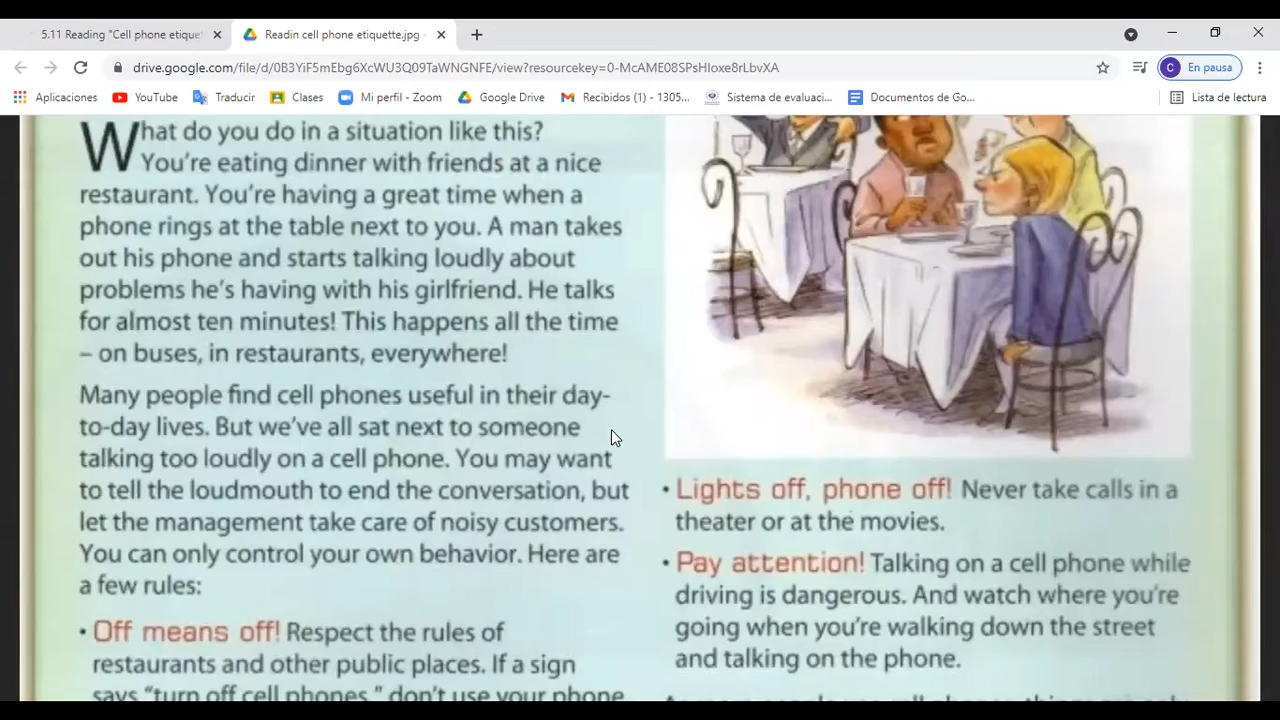 5.11 Reading "Cell phone etique
Readin cell phone etiquette.jpg
drive.google.com/file/d/0B3YiF5mEbg6XcWU3Q09TaWNGNFE/view?resourcekey=0-McAME08SPsHIoxe8rLbvXA
C En pausa
Aplicaciones YouTube Traducir Clases Mi perfil - Zoom Google Drive Recibidos (1) - 1305... Sistema de evaluaci... Documentos de Go... Lista de lectura
What do you do in a situation like this?
You're eating dinner with friends at a nice
restaurant. You're having a great time when a
phone rings at the table next to you. A man takes
out his phone and starts talking loudly about
problems he's having with his girlfriend. He talks
for almost ten minutes! This happens all the time
– on buses, in restaurants, everywhere!
Many people find cell phones useful in their day-
to-day lives. But we've all sat next to someone
talking too loudly on a cell phone. You may want
to tell the loudmouth to end the conversation, but
let the management take care of noisy customers.
You can only control your own behavior. Here are
a few rules:
• Off means off! Respect the rules of
restaurants and other public places. If a sign
says "turn off cell phones," don't use your phone
• Lights off, phone off! Never take calls in a
theater or at the movies.
• Pay attention! Talking on a cell phone while
driving is dangerous. And watch where you're
going when you're walking down the street
and talking on the phone.